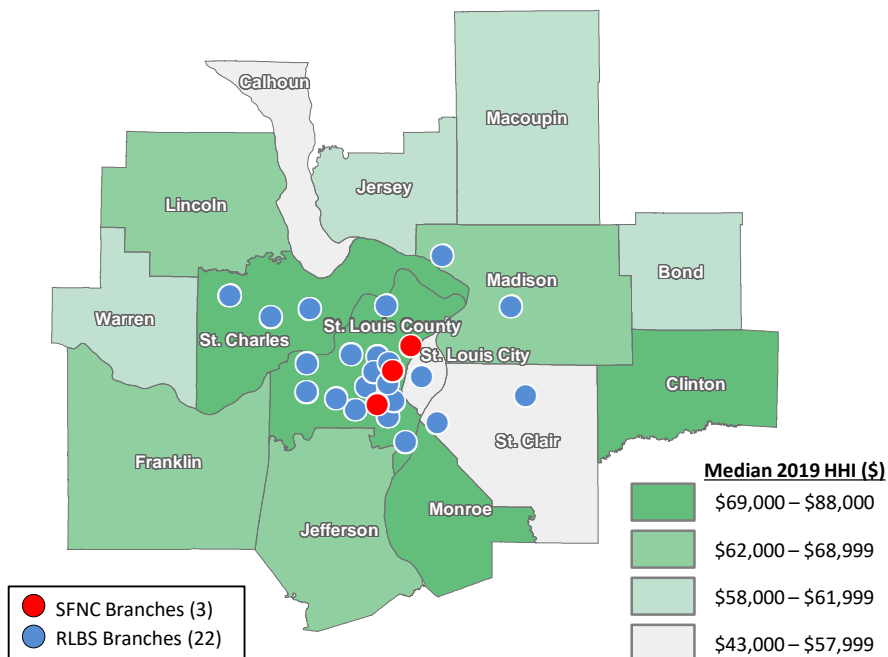 Calhoun
Macoupin
Jersey
Lincoln
Bond
Madison
Warren
St. Charles
St. Louis County
St. Louis City
Clinton
St. Clair
Franklin
Monroe
Jefferson
Median 2019 HHI ($)
$69,000 – $88,000
$62,000 – $68,999
$58,000 – $61,999
$43,000 – $57,999
SFNC Branches (3)
RLBS Branches (22)